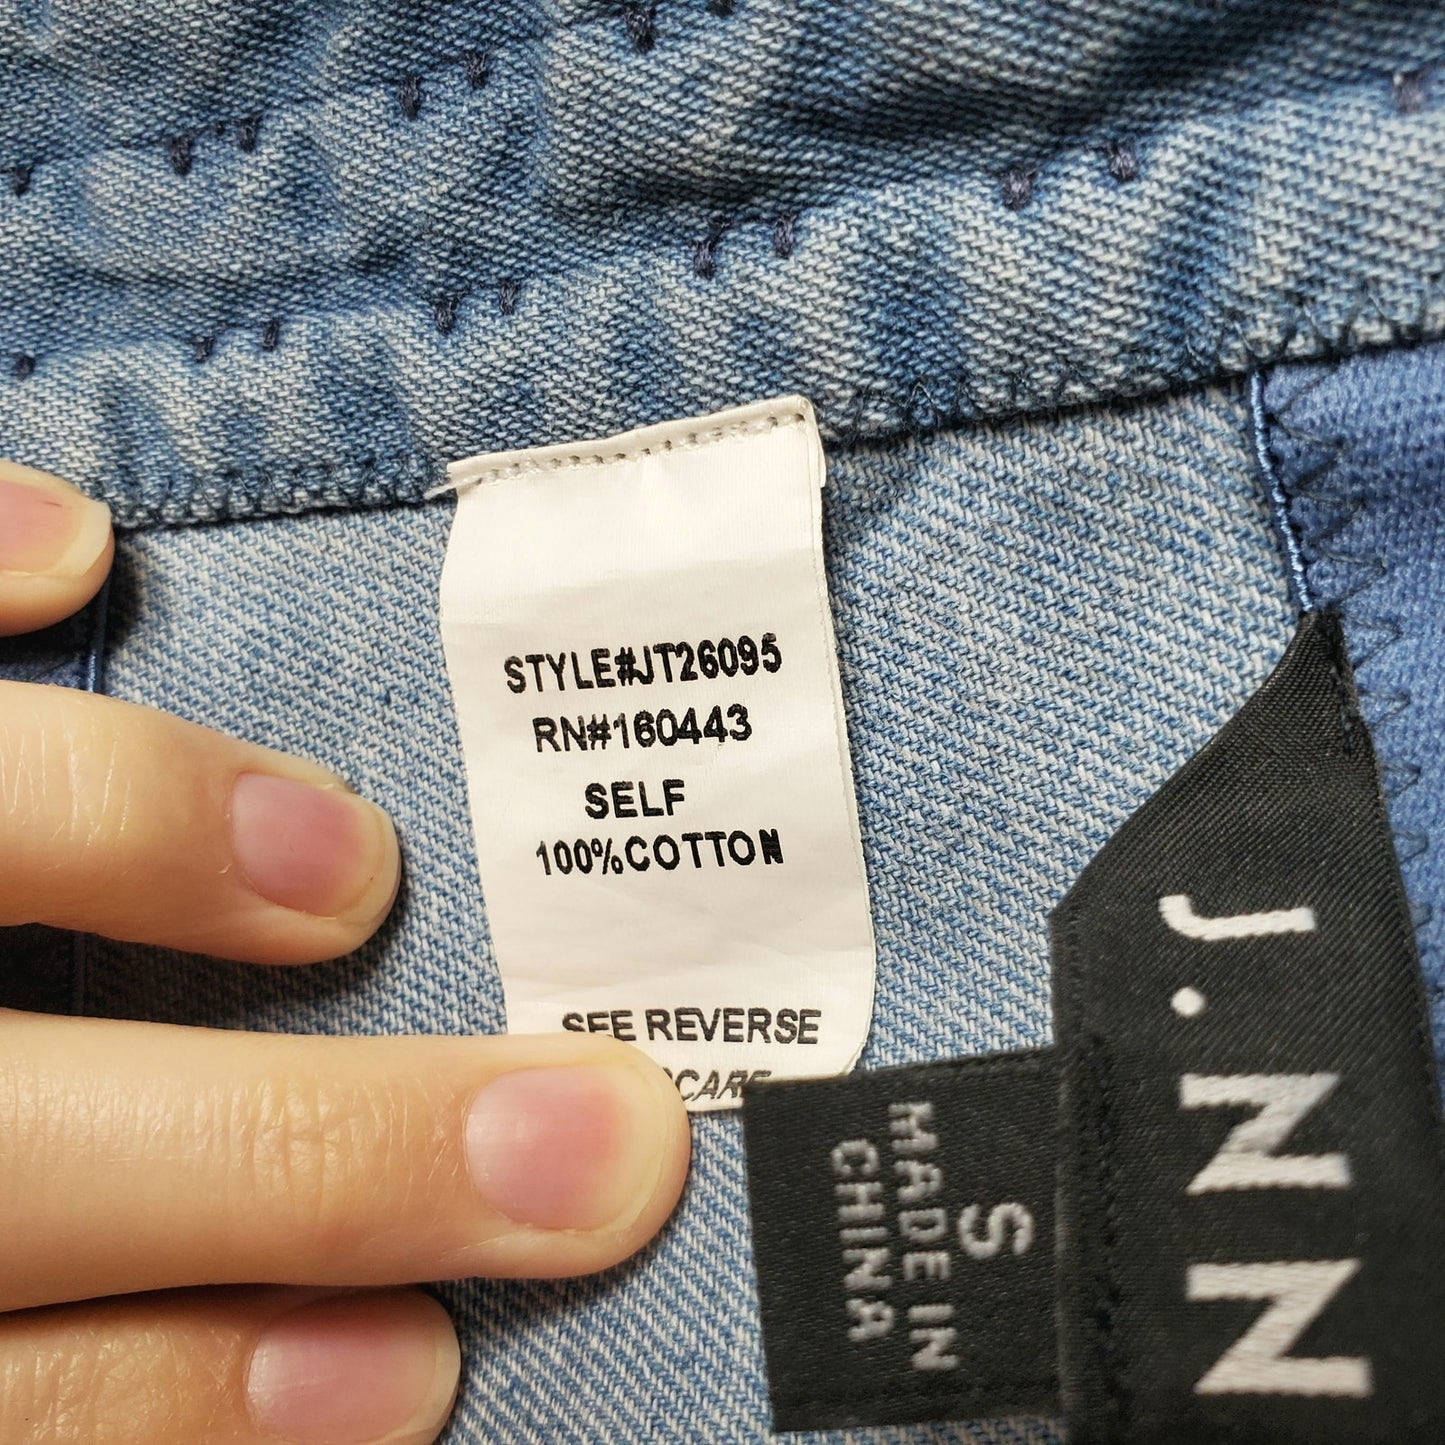 STYLE#JT26095
RN#160443
SELF
100%COTTON
SEE REVERSE
J.NN
S
MADE IN
CHINA